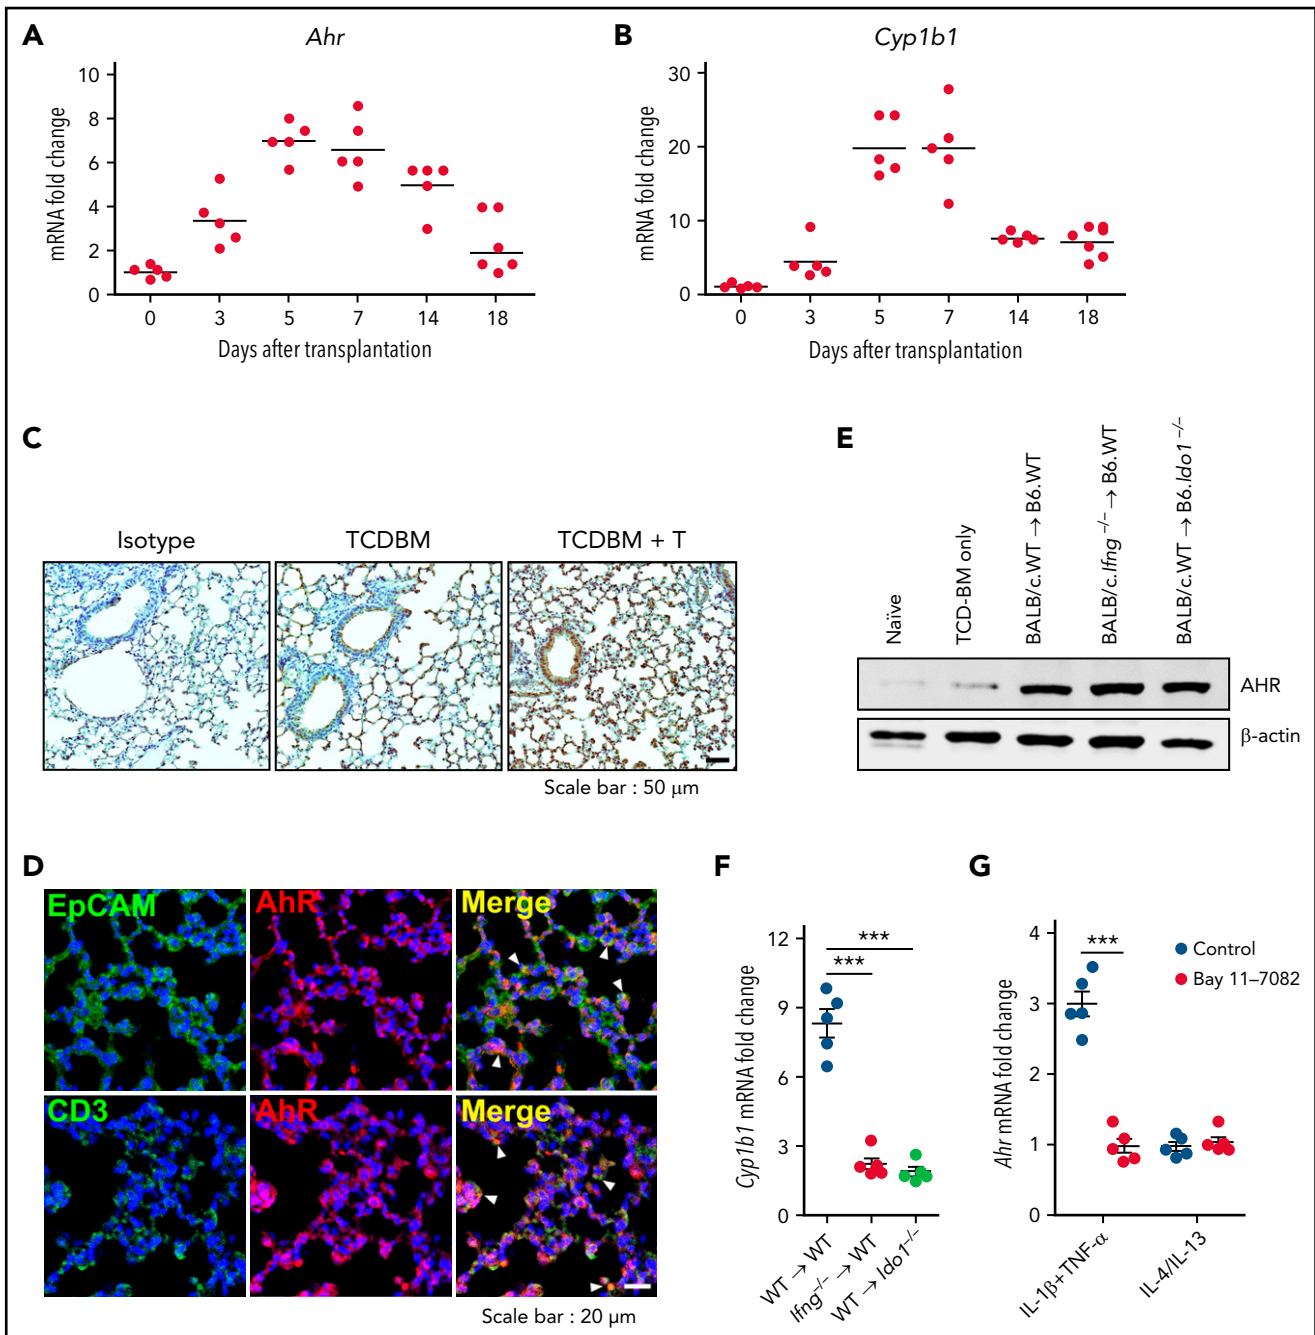 A
Ahr
mRNA fold change
10
8
6
4
2
0
0 3 5 7 14 18
Days after transplantation
B
Cyp1b1
mRNA fold change
30
20
10
0
0 3 5 7 14 18
Days after transplantation
C
Isotype TCDBM TCDBM + T
Scale bar : 50 μm
E
Naïve
TCD-BM only
BALB/c.WT → B6.WT
BALB/c.Ifng−/− → B6.WT
BALB/c.WT → B6.Ido1−/−
AHR
β-actin
D
EpCAM AhR Merge
CD3 AhR Merge
Scale bar : 20 μm
F
Cyp1b1 mRNA fold change
12
9
6
3
0
***
***
WT → WT
Ifng−/− → WT
WT → Ido1−/−
G
Ahr mRNA fold change
4
3
2
1
0
***
Control
Bay 11–7082
IL-1β+TNF-α
IL-4/IL-13